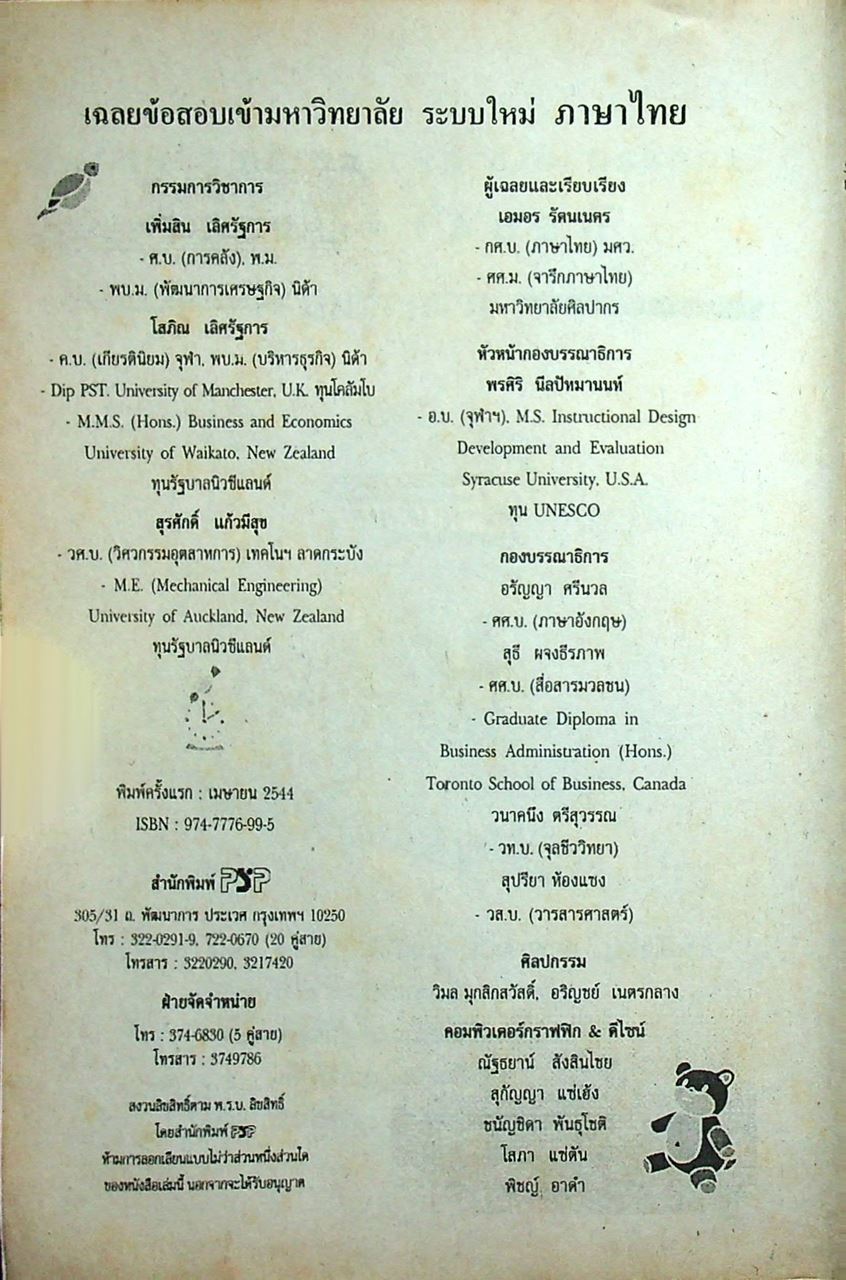 เฉลยข้อสอบเข้ามหาวิทยาลัย ระบบใหม่ ภาษาไทย
กรรมการวิชาการ
เพิ่มสิน เลิศรัฐการ
- ศ.บ. (การคลัง), พ.ม.
- พบ.ม. (พัฒนาการเศรษฐกิจ) นิด้า
โสภิณ เลิศรัฐการ
- ค.บ. (เกียรตินิยม) จุฬา, พบ.ม. (บริหารธุรกิจ) นิด้า
- Dip PST. University of Manchester, U.K. ทุนโคลัมโบ
- M.M.S. (Hons.) Business and Economics
University of Waikato, New Zealand
ทุนรัฐบาลนิวซีแลนด์
สุรศักดิ์ แก้วมีสุข
- วศ.บ. (วิศวกรรมอุตสาหการ) เทคโนฯ ลาดกระบัง
- M.E. (Mechanical Engineering)
University of Auckland, New Zealand
ทุนรัฐบาลนิวซีแลนด์
พิมพ์ครั้งแรก : เมษายน 2544
ISBN : 974-7776-99-5
สำนักพิมพ์ PSP
305/31 ถ. พัฒนาการ ประเวศ กรุงเทพฯ 10250
โทร : 322-0291-9, 722-0670 (20 คู่สาย)
โทรสาร : 3220290, 3217420
ฝ่ายจัดจำหน่าย
โทร : 374-6830 (5 คู่สาย)
โทรสาร : 3749786
สงวนลิขสิทธิ์ตาม พ.ร.บ. ลิขสิทธิ์
โดยสำนักพิมพ์ PSP
ห้ามการลอกเลียนแบบไม่ว่าส่วนหนึ่งส่วนใด
ของหนังสือเล่มนี้ นอกจากจะได้รับอนุญาต
ผู้เฉลยและเรียบเรียง
เอมอร รัตนเนตร
- กศ.บ. (ภาษาไทย) มศว.
- ศศ.ม. (จารึกภาษาไทย)
มหาวิทยาลัยศิลปากร
หัวหน้ากองบรรณาธิการ
พรศิริ นีลปัทมานนท์
- อ.บ. (จุฬาฯ), M.S. Instructional Design
Development and Evaluation
Syracuse University, U.S.A.
ทุน UNESCO
กองบรรณาธิการ
อรัญญา ศรีนวล
- ศศ.บ. (ภาษาอังกฤษ)
สุธี ผจงธีรภาพ
- ศศ.บ. (สื่อสารมวลชน)
- Graduate Diploma in
Business Administration (Hons.)
Toronto School of Business, Canada
วนาคนึง ตรีสุวรรณ
- วท.บ. (จุลชีววิทยา)
สุปรียา ห้องแซง
- วส.บ. (วารสารศาสตร์)
ศิลปกรรม
วิมล มุกสิกสวัสดิ์, อริญชย์ เนตรกลาง
คอมพิวเตอร์กราฟฟิก & ดีไซน์
ณัฐธยาน์ สังสินไชย
สุกัญญา แซ่เฮ้ง
ชนัญชิดา พันธุโชติ
โสภา แซ่ตัน
พิชญ์ อาดำ